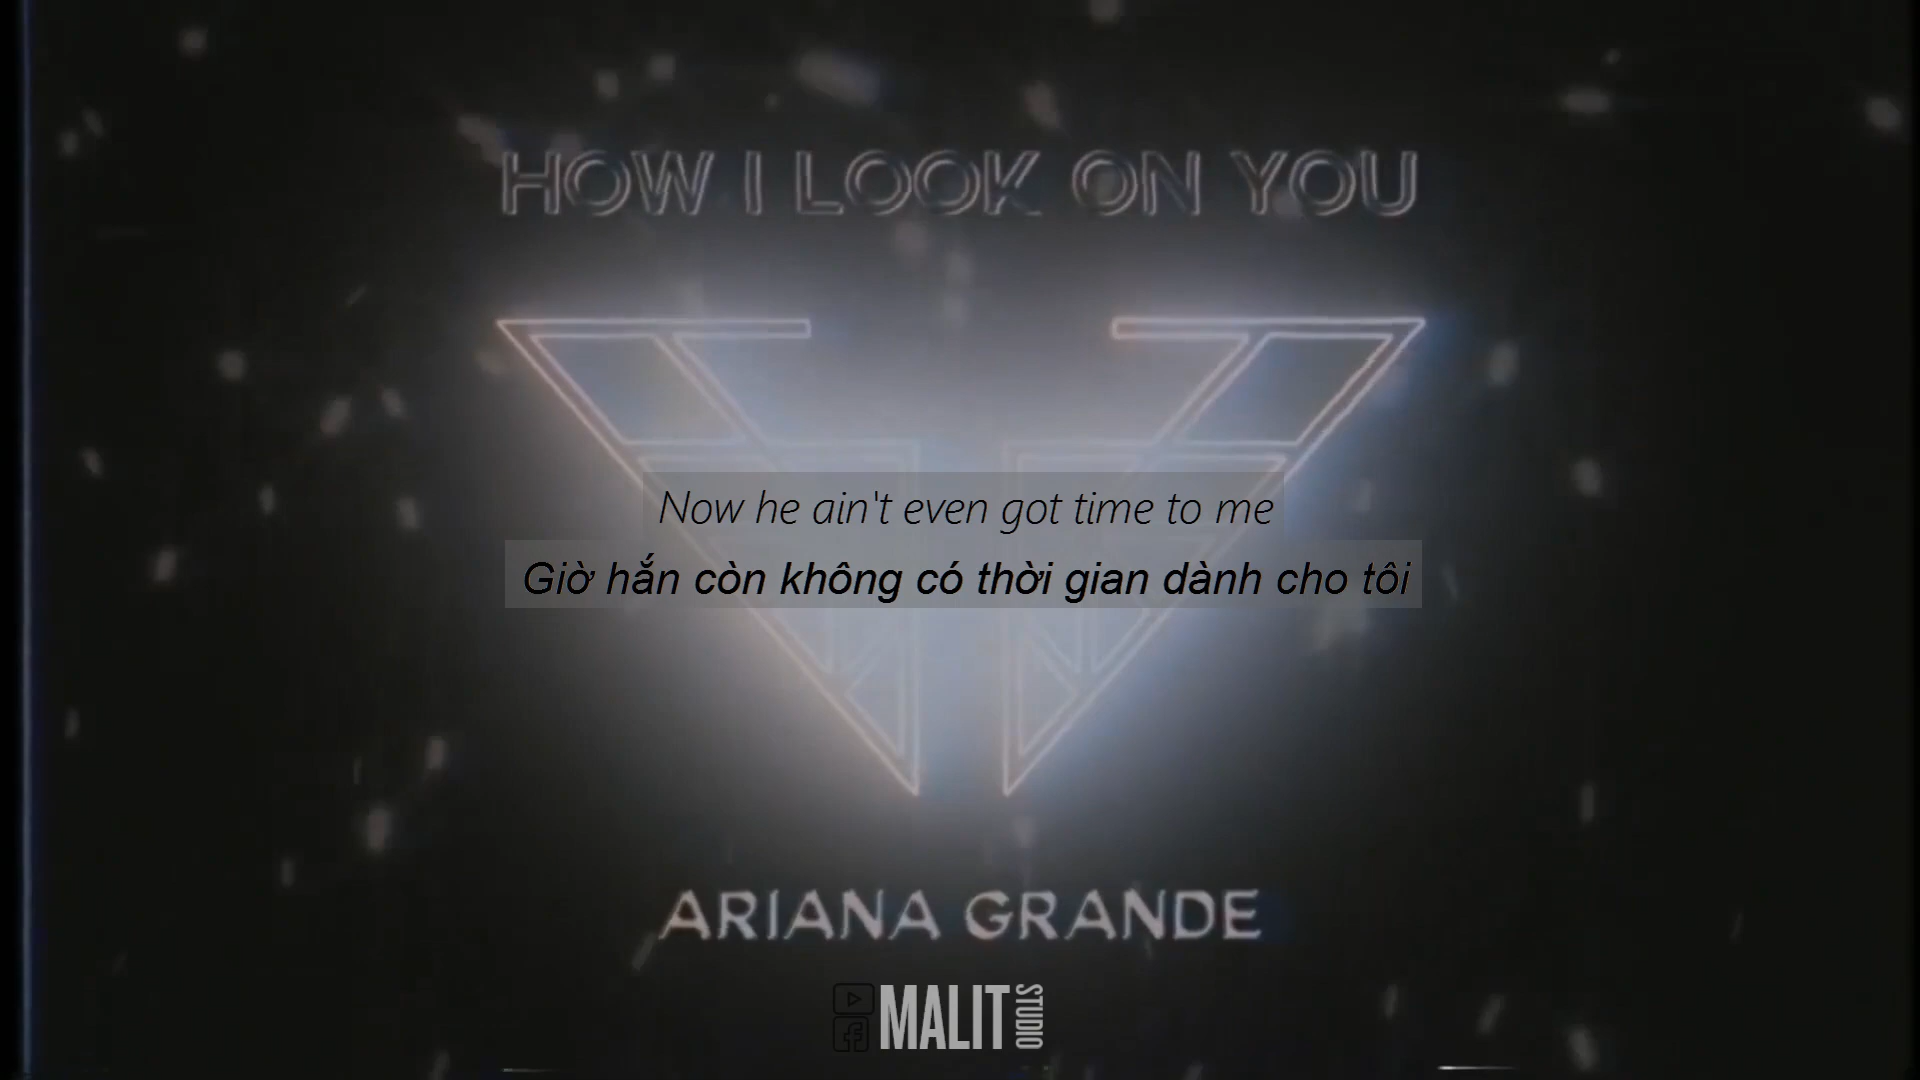 HOW I LOOK ON YOU
Now he ain't even got time to me
Giờ hắn còn không có thời gian dành cho tôi
ARIANA GRANDE
MALIT STUDIO